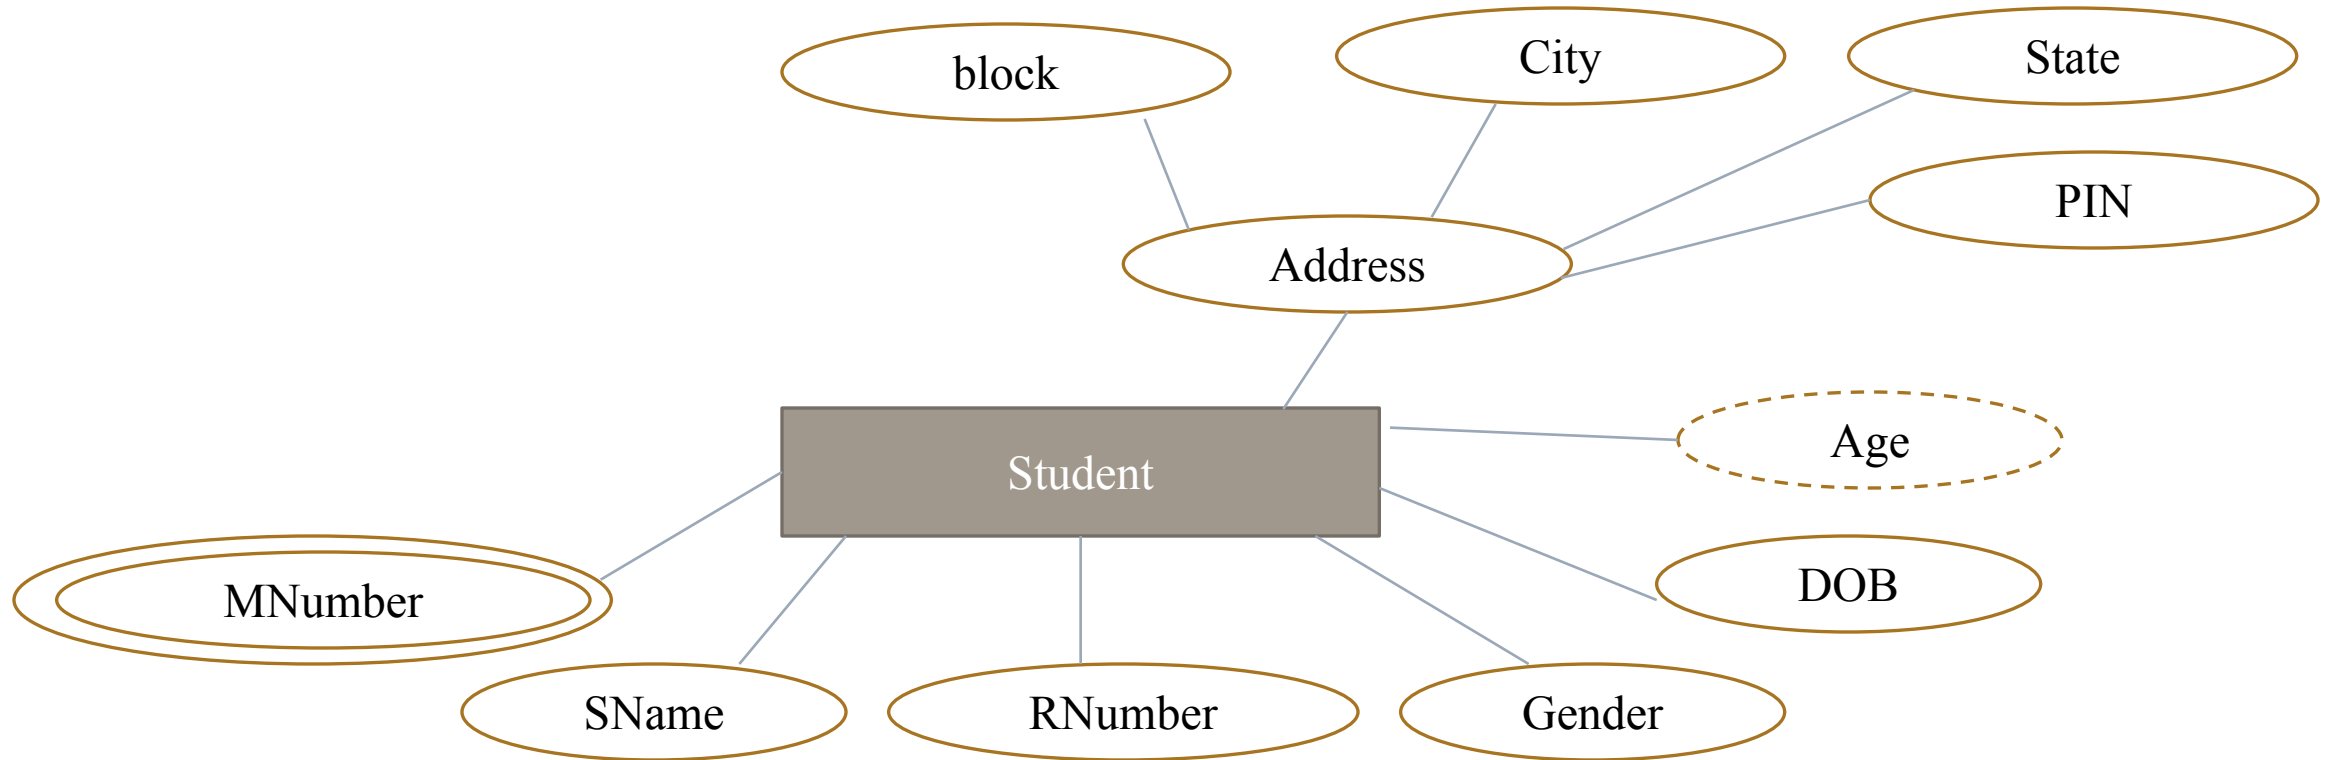 block
City
State
PIN
Address
Student
Age
MNumber
DOB
SName
RNumber
Gender